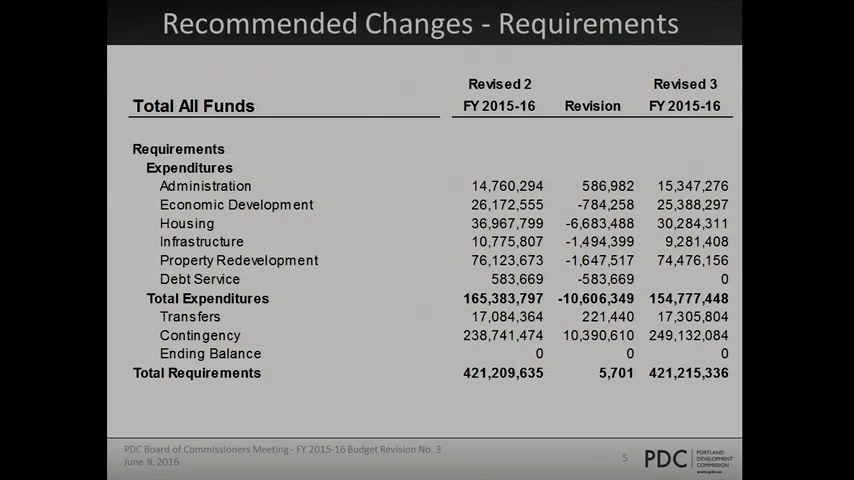 Recommended Changes - Requirements
Revised 2 Revised 3
Total All Funds FY 2015-16 Revision FY 2015-16
Requirements
Expenditures
Administration 14,760,294 586,982 15,347,276
Economic Development 26,172,555 -784,258 25,388,297
Housing 36,967,799 -6,683,488 30,284,311
Infrastructure 10,775,807 -1,494,399 9,281,408
Property Redevelopment 76,123,673 -1,647,517 74,476,156
Debt Service 583,669 -583,669 0
Total Expenditures 165,383,797 -10,606,349 154,777,448
Transfers 17,084,364 221,440 17,305,804
Contingency 238,741,474 10,390,610 249,132,084
Ending Balance 0 0 0
Total Requirements 421,209,635 5,701 421,215,336
PDC Board of Commissioners Meeting - FY 2015-16 Budget Revision No. 3
June 8, 2016
5
PDC
PORTLAND
DEVELOPMENT
COMMISSION
www.pdc.us